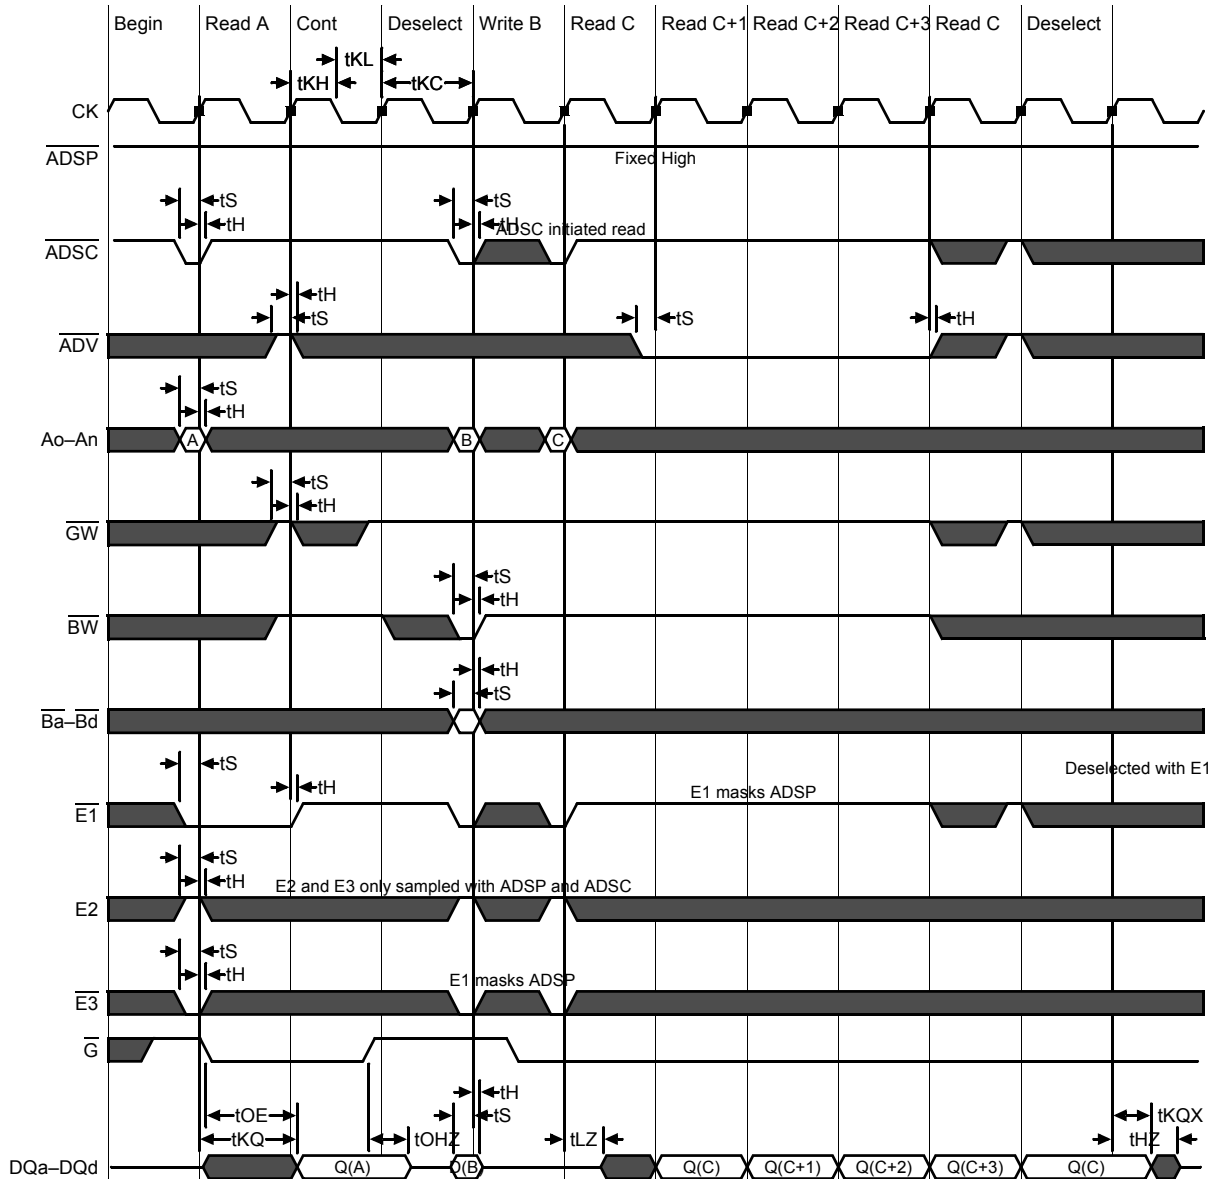 Begin Read A Cont Deselect Write B Read C Read C+1 Read C+2 Read C+3 Read C Deselect
tKL
tKH tKC
CK
ADSP
Fixed High
tS tS
tH tH
ADSC initiated read
ADSC
tH
tS tS tH
ADV
tS
tH
Ao–An A B C
tS
tH
GW
tS
tH
BW
tH
tS
Ba–Bd
tS Deselected with E1
tH
E1 masks ADSP
E1
tS
tH
E2 and E3 only sampled with ADSP and ADSC
E2
tS
tH
E1 masks ADSP
E3
G
tH
tOE tS tKQX
tKQ tOHZ tLZ tHZ
DQa–DQd Q(A) D(B Q(C) Q(C+1) Q(C+2) Q(C+3) Q(C)